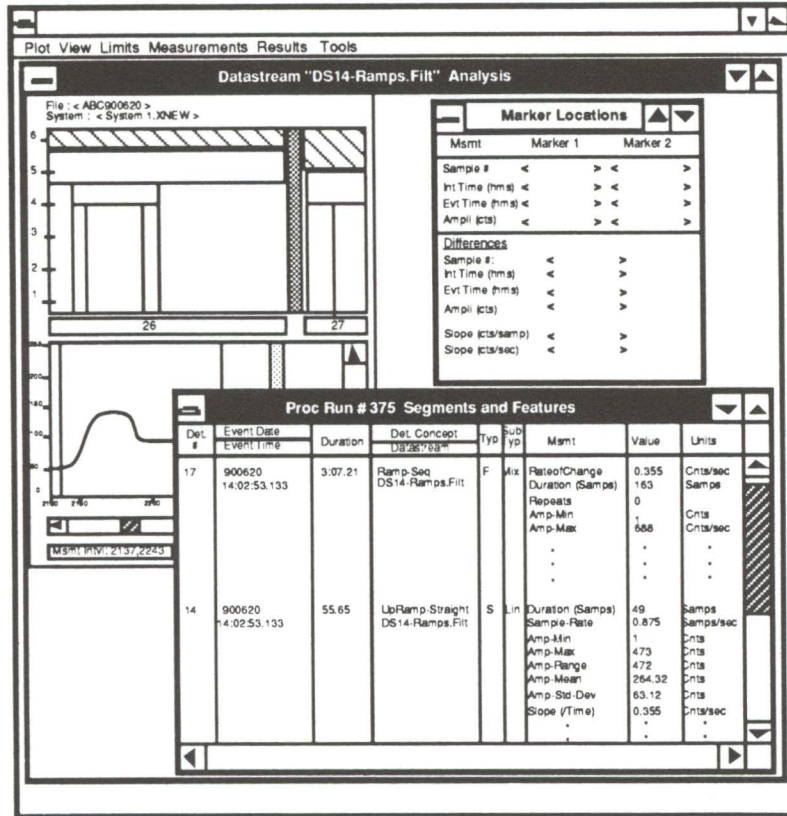 Plot View Limits Measurements Results Tools
Datastream "DS14-Ramps.Filt" Analysis
File : < ABC900620 >
System : < System 1.XNEW >
6
5
4
3
2
1
26 27
100
50
0
Msmt Intvl: 2137,2243
Marker Locations
Msmt Marker 1 Marker 2
Sample # < > < >
Int Time (hms) < > < >
Evt Time (hms) < > < >
Ampli (cts) < > < >
Differences
Sample #: < >
Int Time (hms) < >
Evt Time (hms) < >
Ampli (cts) < >
Slope (cts/samp) < >
Slope (cts/sec) < >
Proc Run # 375 Segments and Features
Det. # Event Date Event Time Duration Det. Concept Datastream Typ Sub Typ Msmt Value Units
17 900620 3:07.21 Ramp-Seq F Mix RateofChange 0.355 Cnts/sec
14:02:53.133 DS14-Ramps.Filt Duration (Samps) 163 Samps
Repeats 0
Amp-Min Cnts
Amp-Max 688 Cnts/sec
14 900620 55.65 UpRamp-Straight S Lin Duration (Samps) 49 Samps
14:02:53.133 DS14-Ramps.Filt Sample-Rate 0.875 Samps/sec
Amp-Min 1 Cnts
Amp-Max 473 Cnts
Amp-Range 472 Cnts
Amp-Mean 264.32 Cnts
Amp-Std-Dev 63.12 Cnts
Slope (/Time) 0.355 Cnts/sec